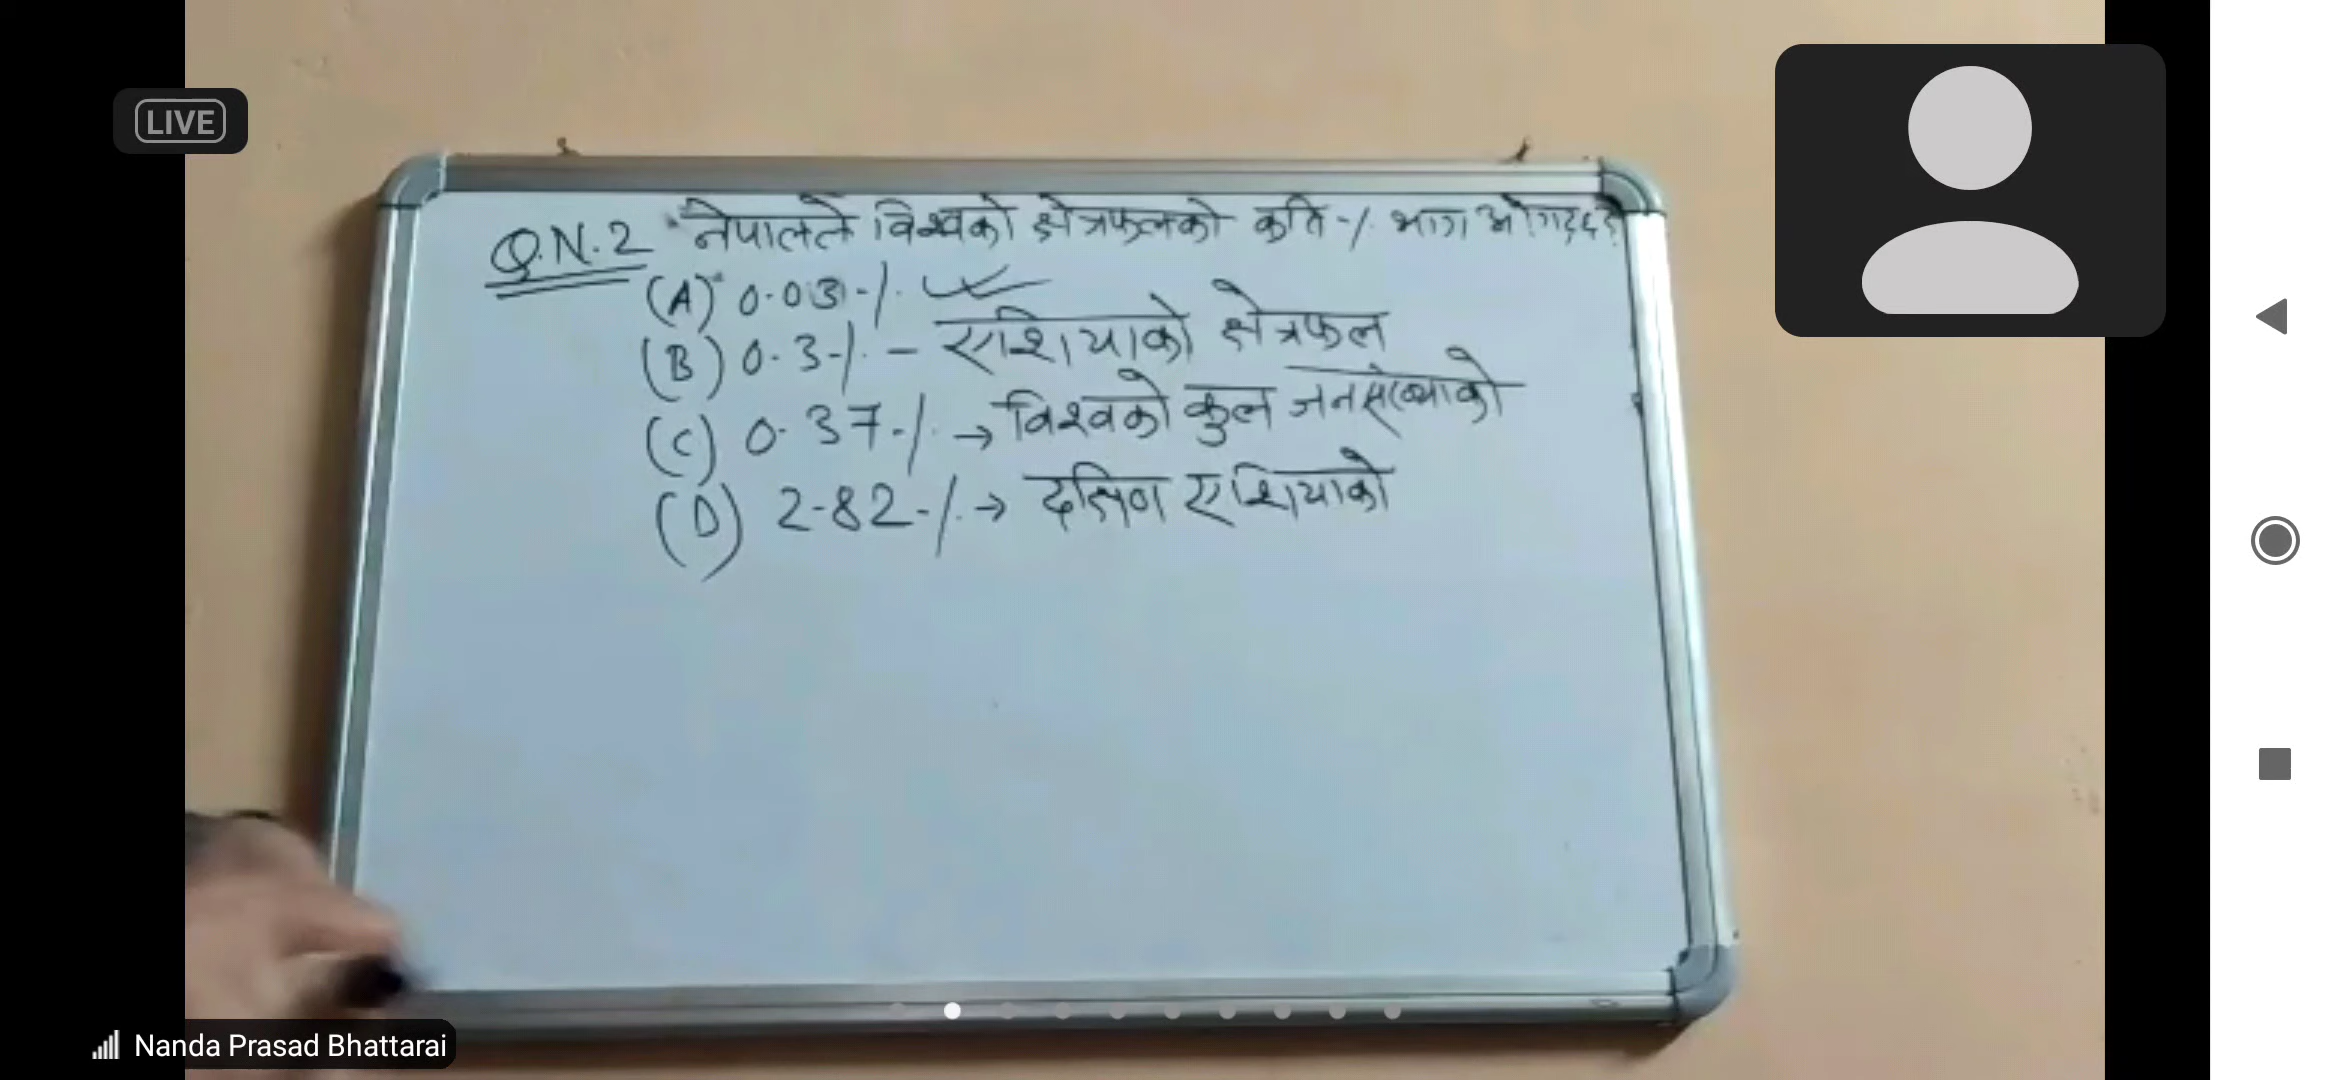 LIVE
Q.N.2 नेपालले विश्वको क्षेत्रफलको कति % भाग ओगट्दछ?
(A) 0.03% ✓
(B) 0.3% – एशियाको क्षेत्रफल
(C) 0.37% → विश्वको कुल जनसंख्याको
(D) 2.82% → दक्षिण एशियाको
Nanda Prasad Bhattarai